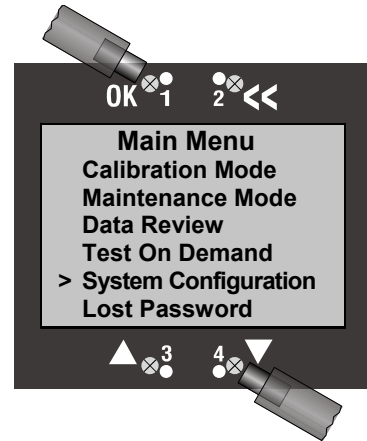 OK 1 2 <<
Main Menu
Calibration Mode
Maintenance Mode
Data Review
Test On Demand
> System Configuration
Lost Password
3 4